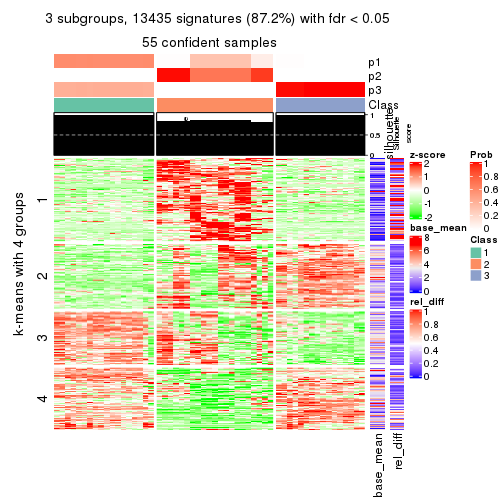 3 subgroups, 13435 signatures (87.2%) with fdr < 0.05
55 confident samples
p1
p2
p3
Class
1
0.5
0
silhouette
Silhouette
score
k-means with 4 groups
1
2
3
4
base_mean
rel_diff
z-score
2
1
0
-1
-2
base_mean
8
6
4
2
0
rel_diff
1
0.8
0.6
0.4
0.2
0
Prob
1
0.8
0.6
0.4
0.2
0
Class
1
2
3